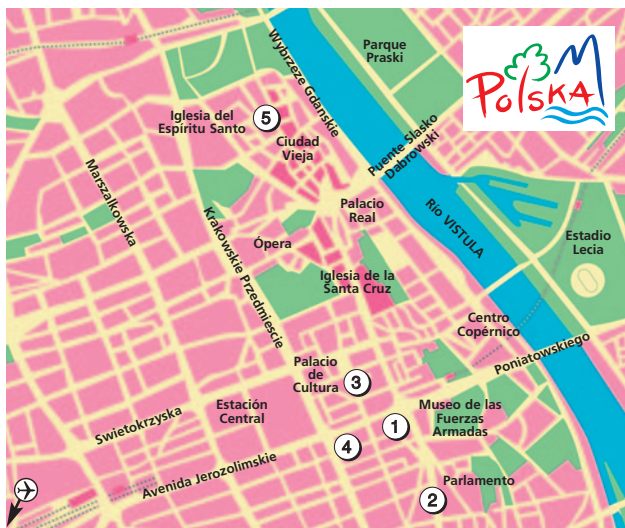 Wybrzeze Gdanskie
Parque
Praski
PolskA
Iglesia del
Espíritu Santo
5
Ciudad
Vieja
Puente Slasko
Dabrowski
Marszalkowska
Krakowskie Przedmiescie
Palacio
Real
Río VISTULA
Ópera
Estadio
Lecia
Iglesia de la
Santa Cruz
Centro
Copérnico
Poniatowskiego
Palacio
de
Cultura
3
Swietokrzyska
Estación
Central
Museo de las
Fuerzas
Armadas
1
4
Avenida Jerozolimskie
Parlamento
2